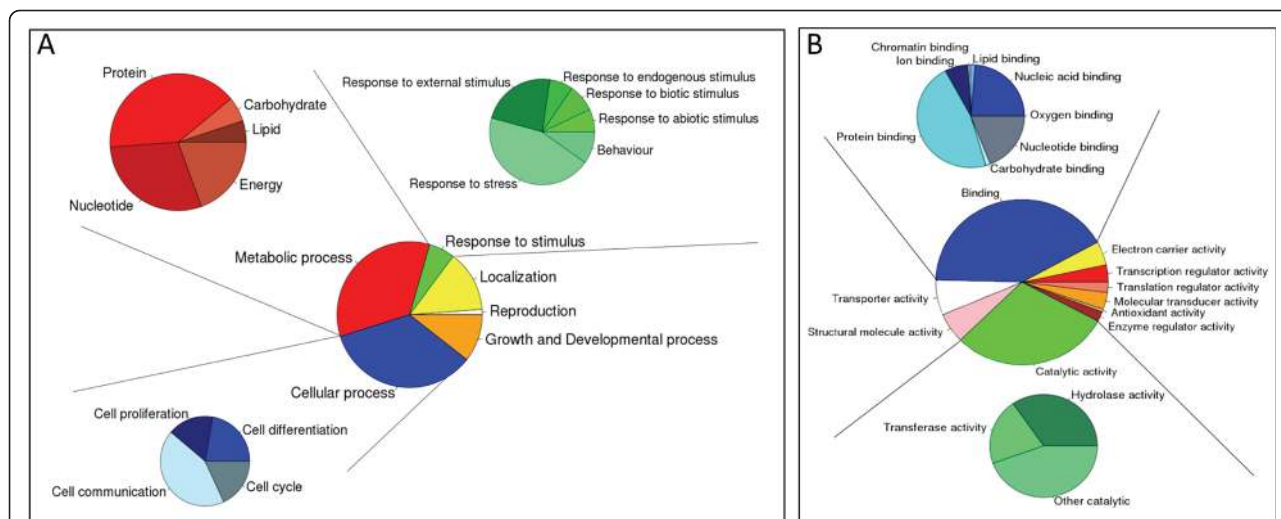 A
Protein
Carbohydrate
Lipid
Energy
Nucleotide
Response to external stimulus
Response to endogenous stimulus
Response to biotic stimulus
Response to abiotic stimulus
Behaviour
Response to stress
Metabolic process
Response to stimulus
Localization
Reproduction
Growth and Developmental process
Cellular process
Cell proliferation
Cell differentiation
Cell communication
Cell cycle
B
Chromatin binding
Lipid binding
Ion binding
Nucleic acid binding
Oxygen binding
Protein binding
Nucleotide binding
Carbohydrate binding
Binding
Electron carrier activity
Transcription regulator activity
Translation regulator activity
Transporter activity
Molecular transducer activity
Antioxidant activity
Structural molecule activity
Enzyme regulator activity
Catalytic activity
Hydrolase activity
Transferase activity
Other catalytic